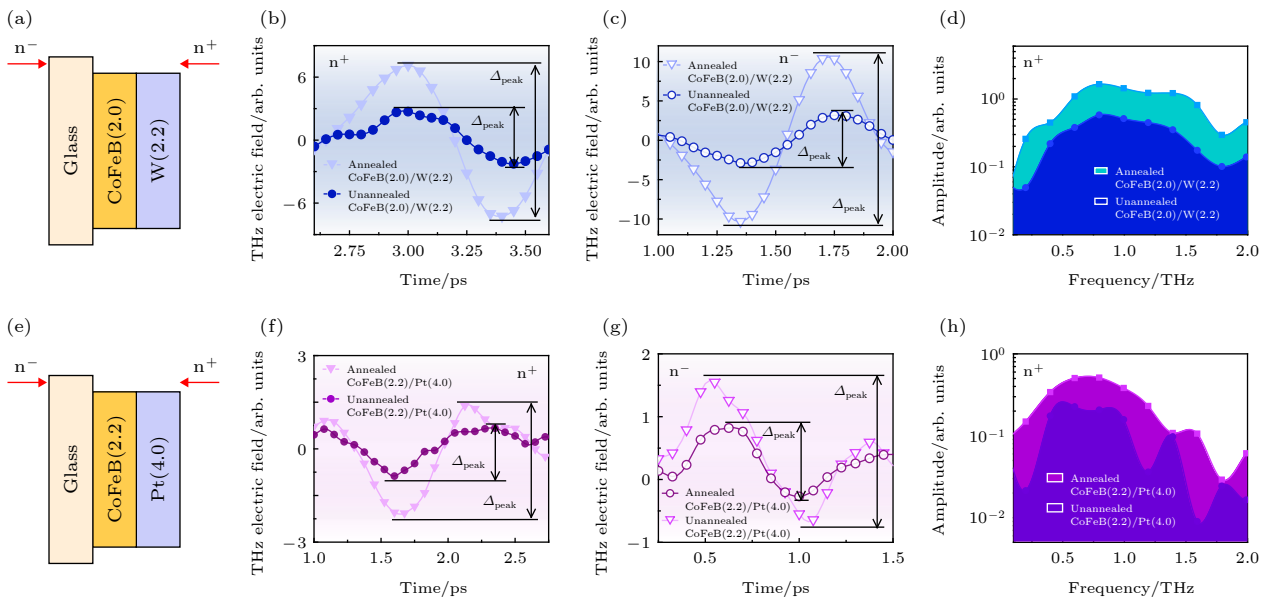 (a)
n⁻
n⁺
Glass
CoFeB(2.0)
W(2.2)
(b)
THz electric field/arb. units
6
2
-2
-6
n⁺
Δpeak
Δpeak
Annealed
CoFeB(2.0)/W(2.2)
Unannealed
CoFeB(2.0)/W(2.2)
2.75
3.00
3.25
3.50
Time/ps
(c)
THz electric field/arb. units
10
5
0
-5
-10
n⁻
Annealed
CoFeB(2.0)/W(2.2)
Unannealed
CoFeB(2.0)/W(2.2)
Δpeak
Δpeak
1.00
1.25
1.50
1.75
2.00
Time/ps
(d)
Amplitude/arb. units
10⁰
10⁻¹
10⁻²
n⁺
Annealed
CoFeB(2.0)/W(2.2)
Unannealed
CoFeB(2.0)/W(2.2)
0.5
1.0
1.5
2.0
Frequency/THz
(e)
n⁻
n⁺
Glass
CoFeB(2.2)
Pt(4.0)
(f)
THz electric field/arb. units
3
1
-1
-3
Annealed
CoFeB(2.2)/Pt(4.0)
Unannealed
CoFeB(2.2)/Pt(4.0)
n⁺
Δpeak
Δpeak
1.0
1.5
2.0
2.5
Time/ps
(g)
THz electric field/arb. units
2
1
0
-1
n⁻
Δpeak
Δpeak
Annealed
CoFeB(2.2)/Pt(4.0)
Unannealed
CoFeB(2.2)/Pt(4.0)
0.5
1.0
1.5
Time/ps
(h)
Amplitude/arb. units
10⁰
10⁻¹
10⁻²
n⁺
Annealed
CoFeB(2.2)/Pt(4.0)
Unannealed
CoFeB(2.2)/Pt(4.0)
0.5
1.0
1.5
2.0
Frequency/THz